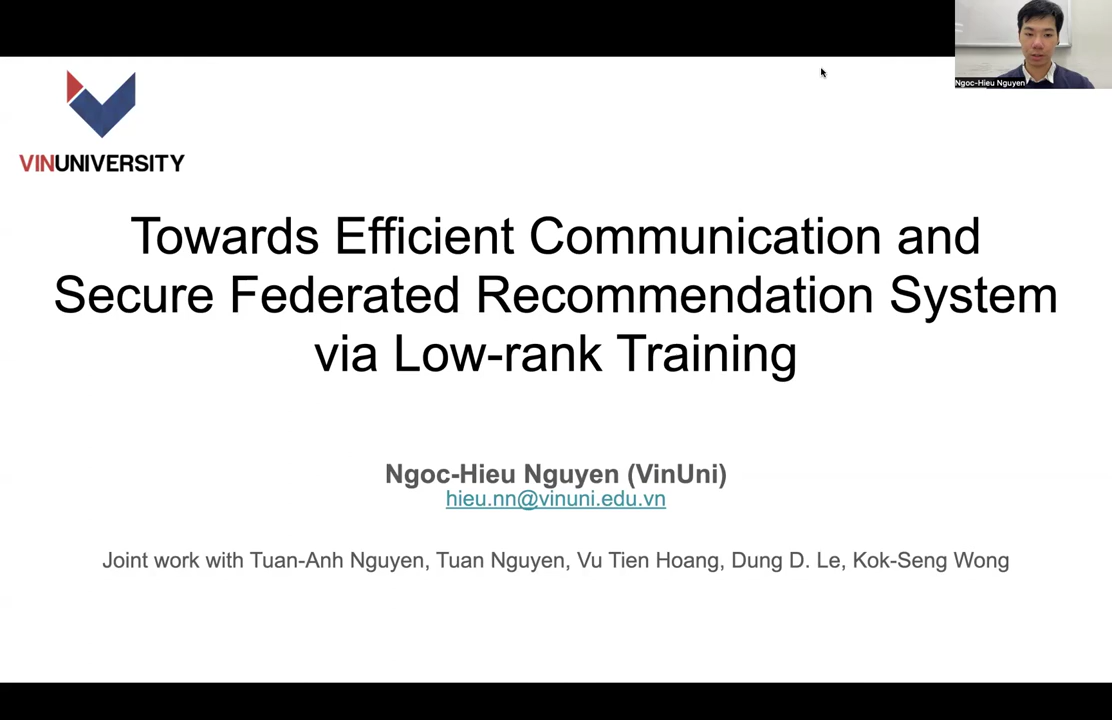 Ngoc-Hieu Nguyen
VINUNIVERSITY
Towards Efficient Communication and
Secure Federated Recommendation System
via Low-rank Training
Ngoc-Hieu Nguyen (VinUni)
hieu.nn@vinuni.edu.vn
Joint work with Tuan-Anh Nguyen, Tuan Nguyen, Vu Tien Hoang, Dung D. Le, Kok-Seng Wong